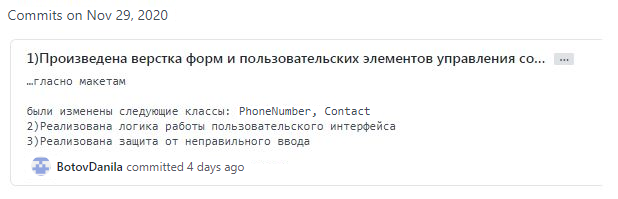 Commits on Nov 29, 2020
1)Произведена верстка форм и пользовательских элементов управления со... ...
…гласно макетам
были изменены следующие классы: PhoneNumber, Contact
2)Реализована логика работы пользовательского интерфейса
3)Реализована защита от неправильного ввода
BotovDanila committed 4 days ago